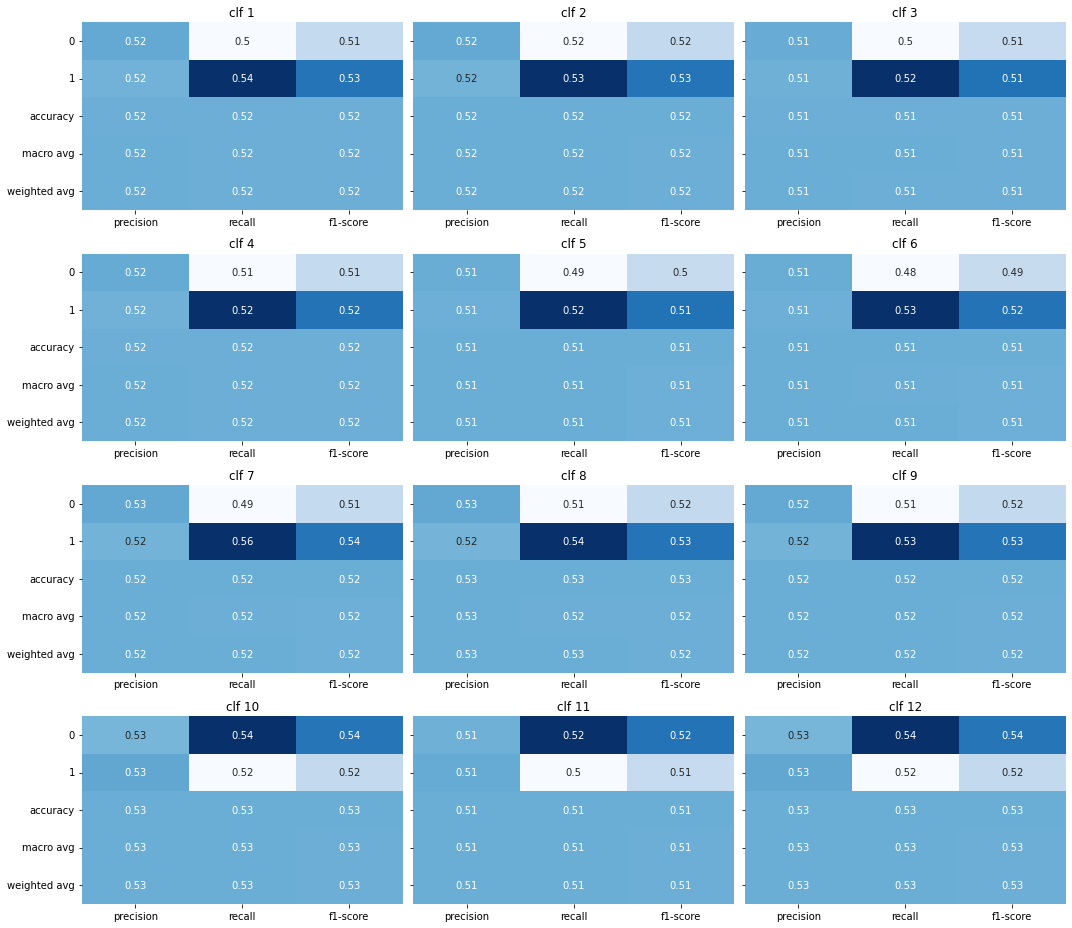 clf 1 clf 2 clf 3
0 0.52 0.5 0.51 0.52 0.52 0.52 0.51 0.5 0.51
1 0.52 0.54 0.53 0.52 0.53 0.53 0.51 0.52 0.51
accuracy 0.52 0.52 0.52 0.52 0.52 0.52 0.51 0.51 0.51
macro avg 0.52 0.52 0.52 0.52 0.52 0.52 0.51 0.51 0.51
weighted avg 0.52 0.52 0.52 0.52 0.52 0.52 0.51 0.51 0.51
precision recall f1-score precision recall f1-score precision recall f1-score
clf 4 clf 5 clf 6
0 0.52 0.51 0.51 0.51 0.49 0.5 0.51 0.48 0.49
1 0.52 0.52 0.52 0.51 0.52 0.51 0.51 0.53 0.52
accuracy 0.52 0.52 0.52 0.51 0.51 0.51 0.51 0.51 0.51
macro avg 0.52 0.52 0.52 0.51 0.51 0.51 0.51 0.51 0.51
weighted avg 0.52 0.52 0.52 0.51 0.51 0.51 0.51 0.51 0.51
precision recall f1-score precision recall f1-score precision recall f1-score
clf 7 clf 8 clf 9
0 0.53 0.49 0.51 0.53 0.51 0.52 0.52 0.51 0.52
1 0.52 0.56 0.54 0.52 0.54 0.53 0.52 0.53 0.53
accuracy 0.52 0.52 0.52 0.53 0.53 0.53 0.52 0.52 0.52
macro avg 0.52 0.52 0.52 0.53 0.52 0.52 0.52 0.52 0.52
weighted avg 0.52 0.52 0.52 0.53 0.53 0.52 0.52 0.52 0.52
precision recall f1-score precision recall f1-score precision recall f1-score
clf 10 clf 11 clf 12
0 0.53 0.54 0.54 0.51 0.52 0.52 0.53 0.54 0.54
1 0.53 0.52 0.52 0.51 0.5 0.51 0.53 0.52 0.52
accuracy 0.53 0.53 0.53 0.51 0.51 0.51 0.53 0.53 0.53
macro avg 0.53 0.53 0.53 0.51 0.51 0.51 0.53 0.53 0.53
weighted avg 0.53 0.53 0.53 0.51 0.51 0.51 0.53 0.53 0.53
precision recall f1-score precision recall f1-score precision recall f1-score